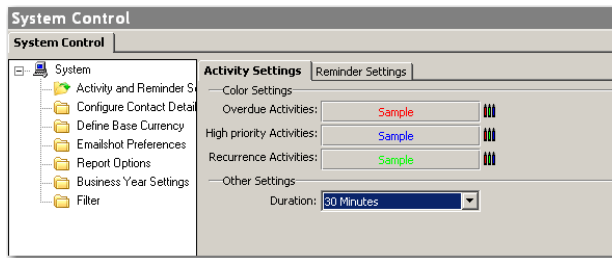 System Control
System Control
System
Activity and Reminder S
Configure Contact Detail
Define Base Currency
Emailshot Preferences
Report Options
Business Year Settings
Filter
Activity Settings Reminder Settings
Color Settings
Overdue Activities: Sample
High priority Activities: Sample
Recurrence Activities: Sample
Other Settings
Duration: 30 Minutes